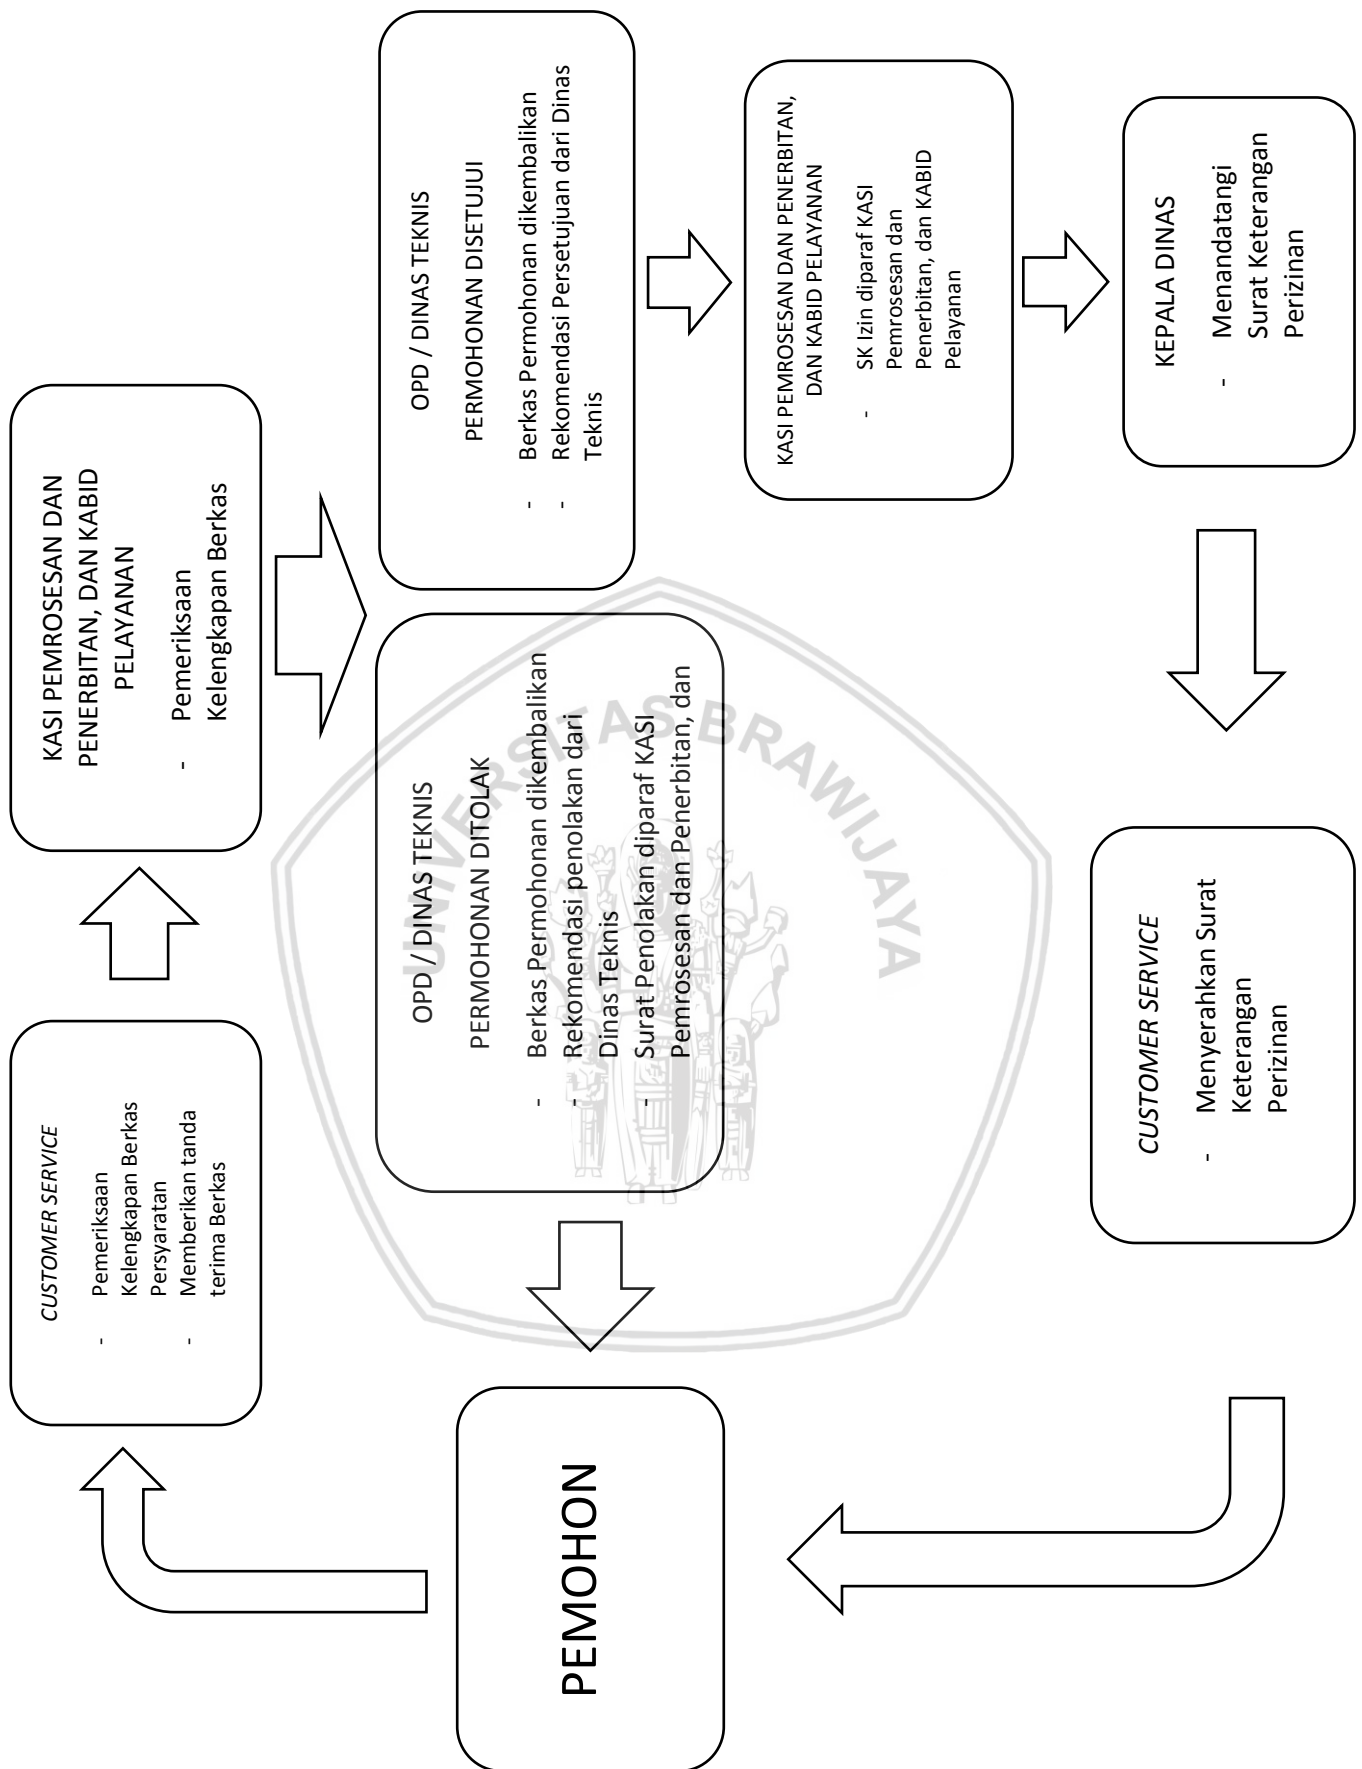 PEMOHON
CUSTOMER SERVICE
- Pemeriksaan
Kelengkapan Berkas
Persyaratan
- Memberikan tanda
terima Berkas
KASI PEMROSESAN DAN
PENERBITAN, DAN KABID
PELAYANAN
- Pemeriksaan
Kelengkapan Berkas
OPD / DINAS TEKNIS
PERMOHONAN DITOLAK
- Berkas Permohonan dikembalikan
- Rekomendasi penolakan dari
Dinas Teknis
- Surat Penolakan diparaf KASI
Pemrosesan dan Penerbitan, dan
OPD / DINAS TEKNIS
PERMOHONAN DISETUJUI
- Berkas Permohonan dikembalikan
- Rekomendasi Persetujuan dari Dinas
Teknis
KASI PEMROSESAN DAN PENERBITAN,
DAN KABID PELAYANAN
- SK Izin diparaf KASI
Pemrosesan dan
Penerbitan, dan KABID
Pelayanan
KEPALA DINAS
- Menandatangi
Surat Keterangan
Perizinan
CUSTOMER SERVICE
- Menyerahkan Surat
Keterangan
Perizinan
UNIVERSITAS BRAWIJAYA